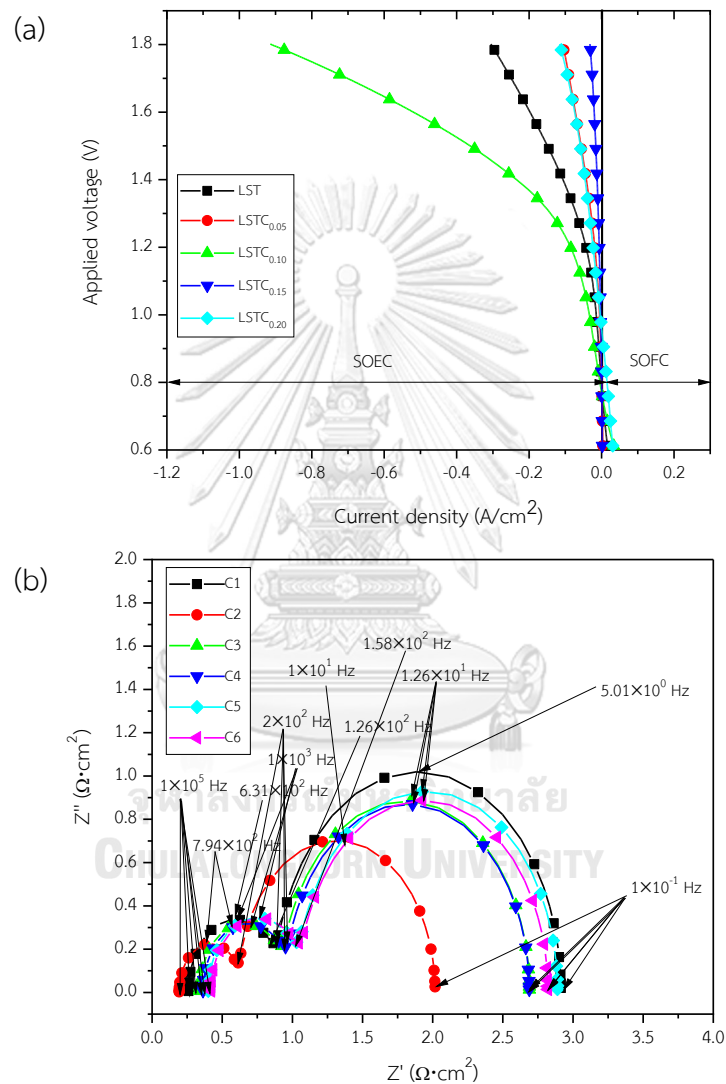 (a)
1.8
1.6
1.4
1.2
1.0
0.8
0.6
Applied voltage (V)
LST
LSTC0.05
LSTC0.10
LSTC0.15
LSTC0.20
SOEC
SOFC
-1.2 -1.0 -0.8 -0.6 -0.4 -0.2 0.0 0.2
Current density (A/cm²)
(b)
2.0
1.8
1.6
1.4
1.2
1.0
0.8
0.6
0.4
0.2
0.0
Z'' (Ω·cm²)
C1
C2
C3
C4
C5
C6
1.58×10² Hz
1×10¹ Hz
1.26×10¹ Hz
5.01×10⁰ Hz
2×10² Hz
1.26×10² Hz
1×10³ Hz
1×10⁵ Hz
6.31×10² Hz
7.94×10² Hz
1×10⁻¹ Hz
จุฬาลงกรณ์มหาวิทยาลัย
CHULALONGKORN UNIVERSITY
0.0 0.5 1.0 1.5 2.0 2.5 3.0 3.5 4.0
Z' (Ω·cm²)